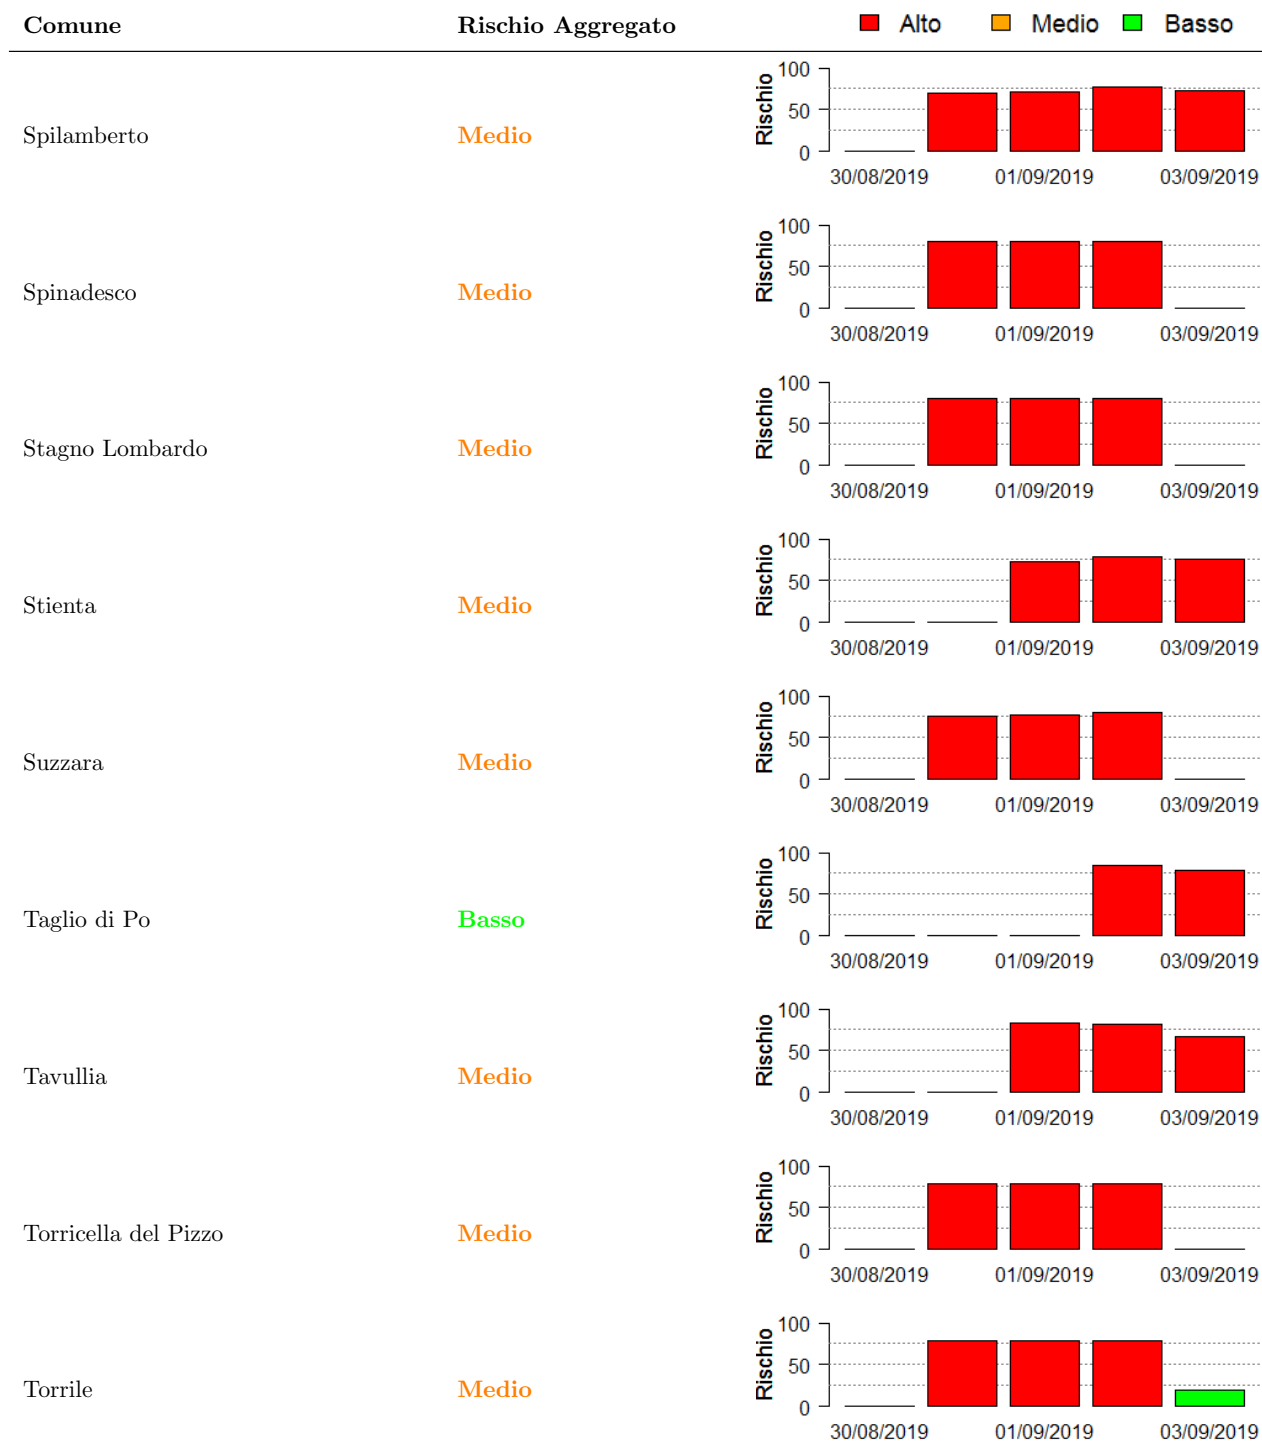 Comune Rischio Aggregato Alto Medio Basso
Spilamberto Medio Rischio 100 50 0
30/08/2019 01/09/2019 03/09/2019
Spinadesco Medio Rischio 100 50 0
30/08/2019 01/09/2019 03/09/2019
Stagno Lombardo Medio Rischio 100 50 0
30/08/2019 01/09/2019 03/09/2019
Stienta Medio Rischio 100 50 0
30/08/2019 01/09/2019 03/09/2019
Suzzara Medio Rischio 100 50 0
30/08/2019 01/09/2019 03/09/2019
Taglio di Po Basso Rischio 100 50 0
30/08/2019 01/09/2019 03/09/2019
Tavullia Medio Rischio 100 50 0
30/08/2019 01/09/2019 03/09/2019
Torricella del Pizzo Medio Rischio 100 50 0
30/08/2019 01/09/2019 03/09/2019
Torrile Medio Rischio 100 50 0
30/08/2019 01/09/2019 03/09/2019